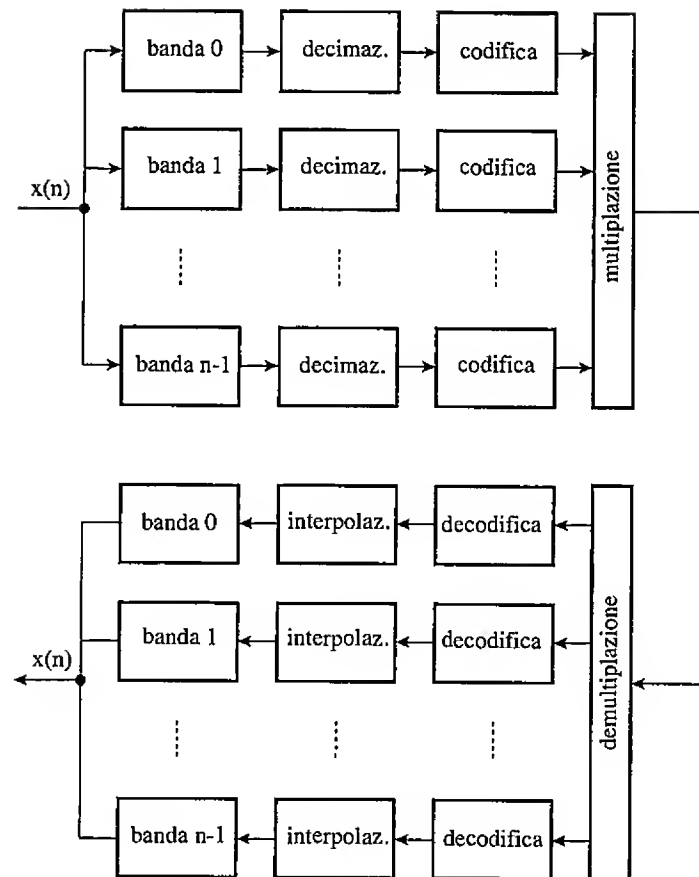 banda 0 decimaz. codifica
banda 1 decimaz. codifica
x(n)
multiplazione
banda n-1 decimaz. codifica
banda 0 interpolaz. decodifica
banda 1 interpolaz. decodifica
x(n)
demultiplazione
banda n-1 interpolaz. decodifica